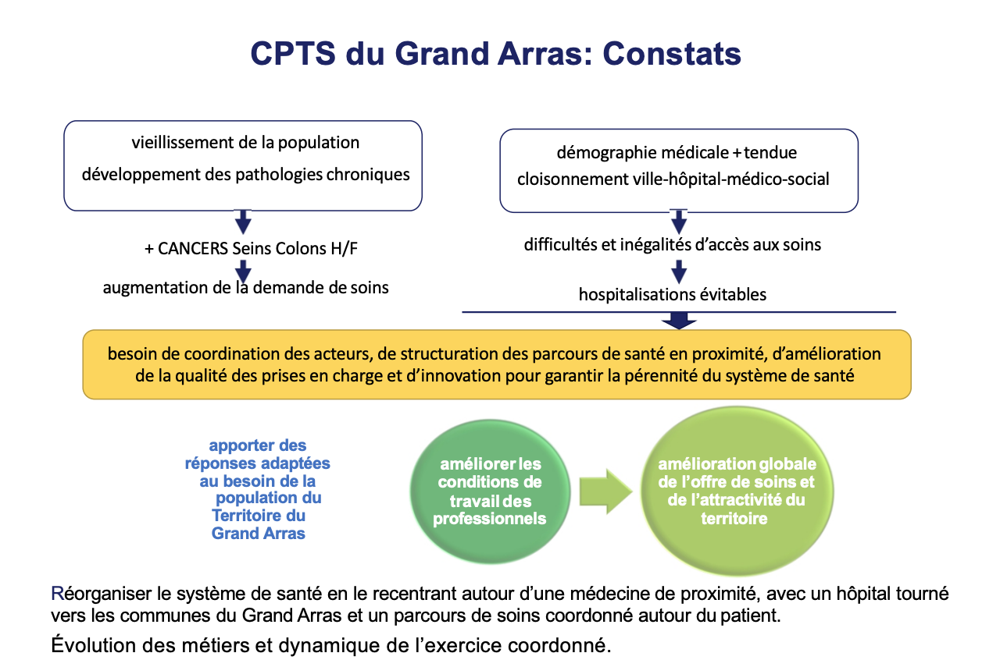 CPTS du Grand Arras: Constats
vieillissement de la population
développement des pathologies chroniques
+ CANCERS Seins Colons H/F
augmentation de la demande de soins
démographie médicale + tendue
cloisonnement ville-hôpital-médico-social
difficultés et inégalités d’accès aux soins
hospitalisations évitables
besoin de coordination des acteurs, de structuration des parcours de santé en proximité, d’amélioration
de la qualité des prises en charge et d’innovation pour garantir la pérennité du système de santé
apporter des
réponses adaptées
au besoin de la
population du
Territoire du
Grand Arras
améliorer les
conditions de
travail des
professionnels
amélioration globale
de l’offre de soins et
de l’attractivité du
territoire
Réorganiser le système de santé en le recentrant autour d’une médecine de proximité, avec un hôpital tourné
vers les communes du Grand Arras et un parcours de soins coordonné autour du patient.
Évolution des métiers et dynamique de l’exercice coordonné.